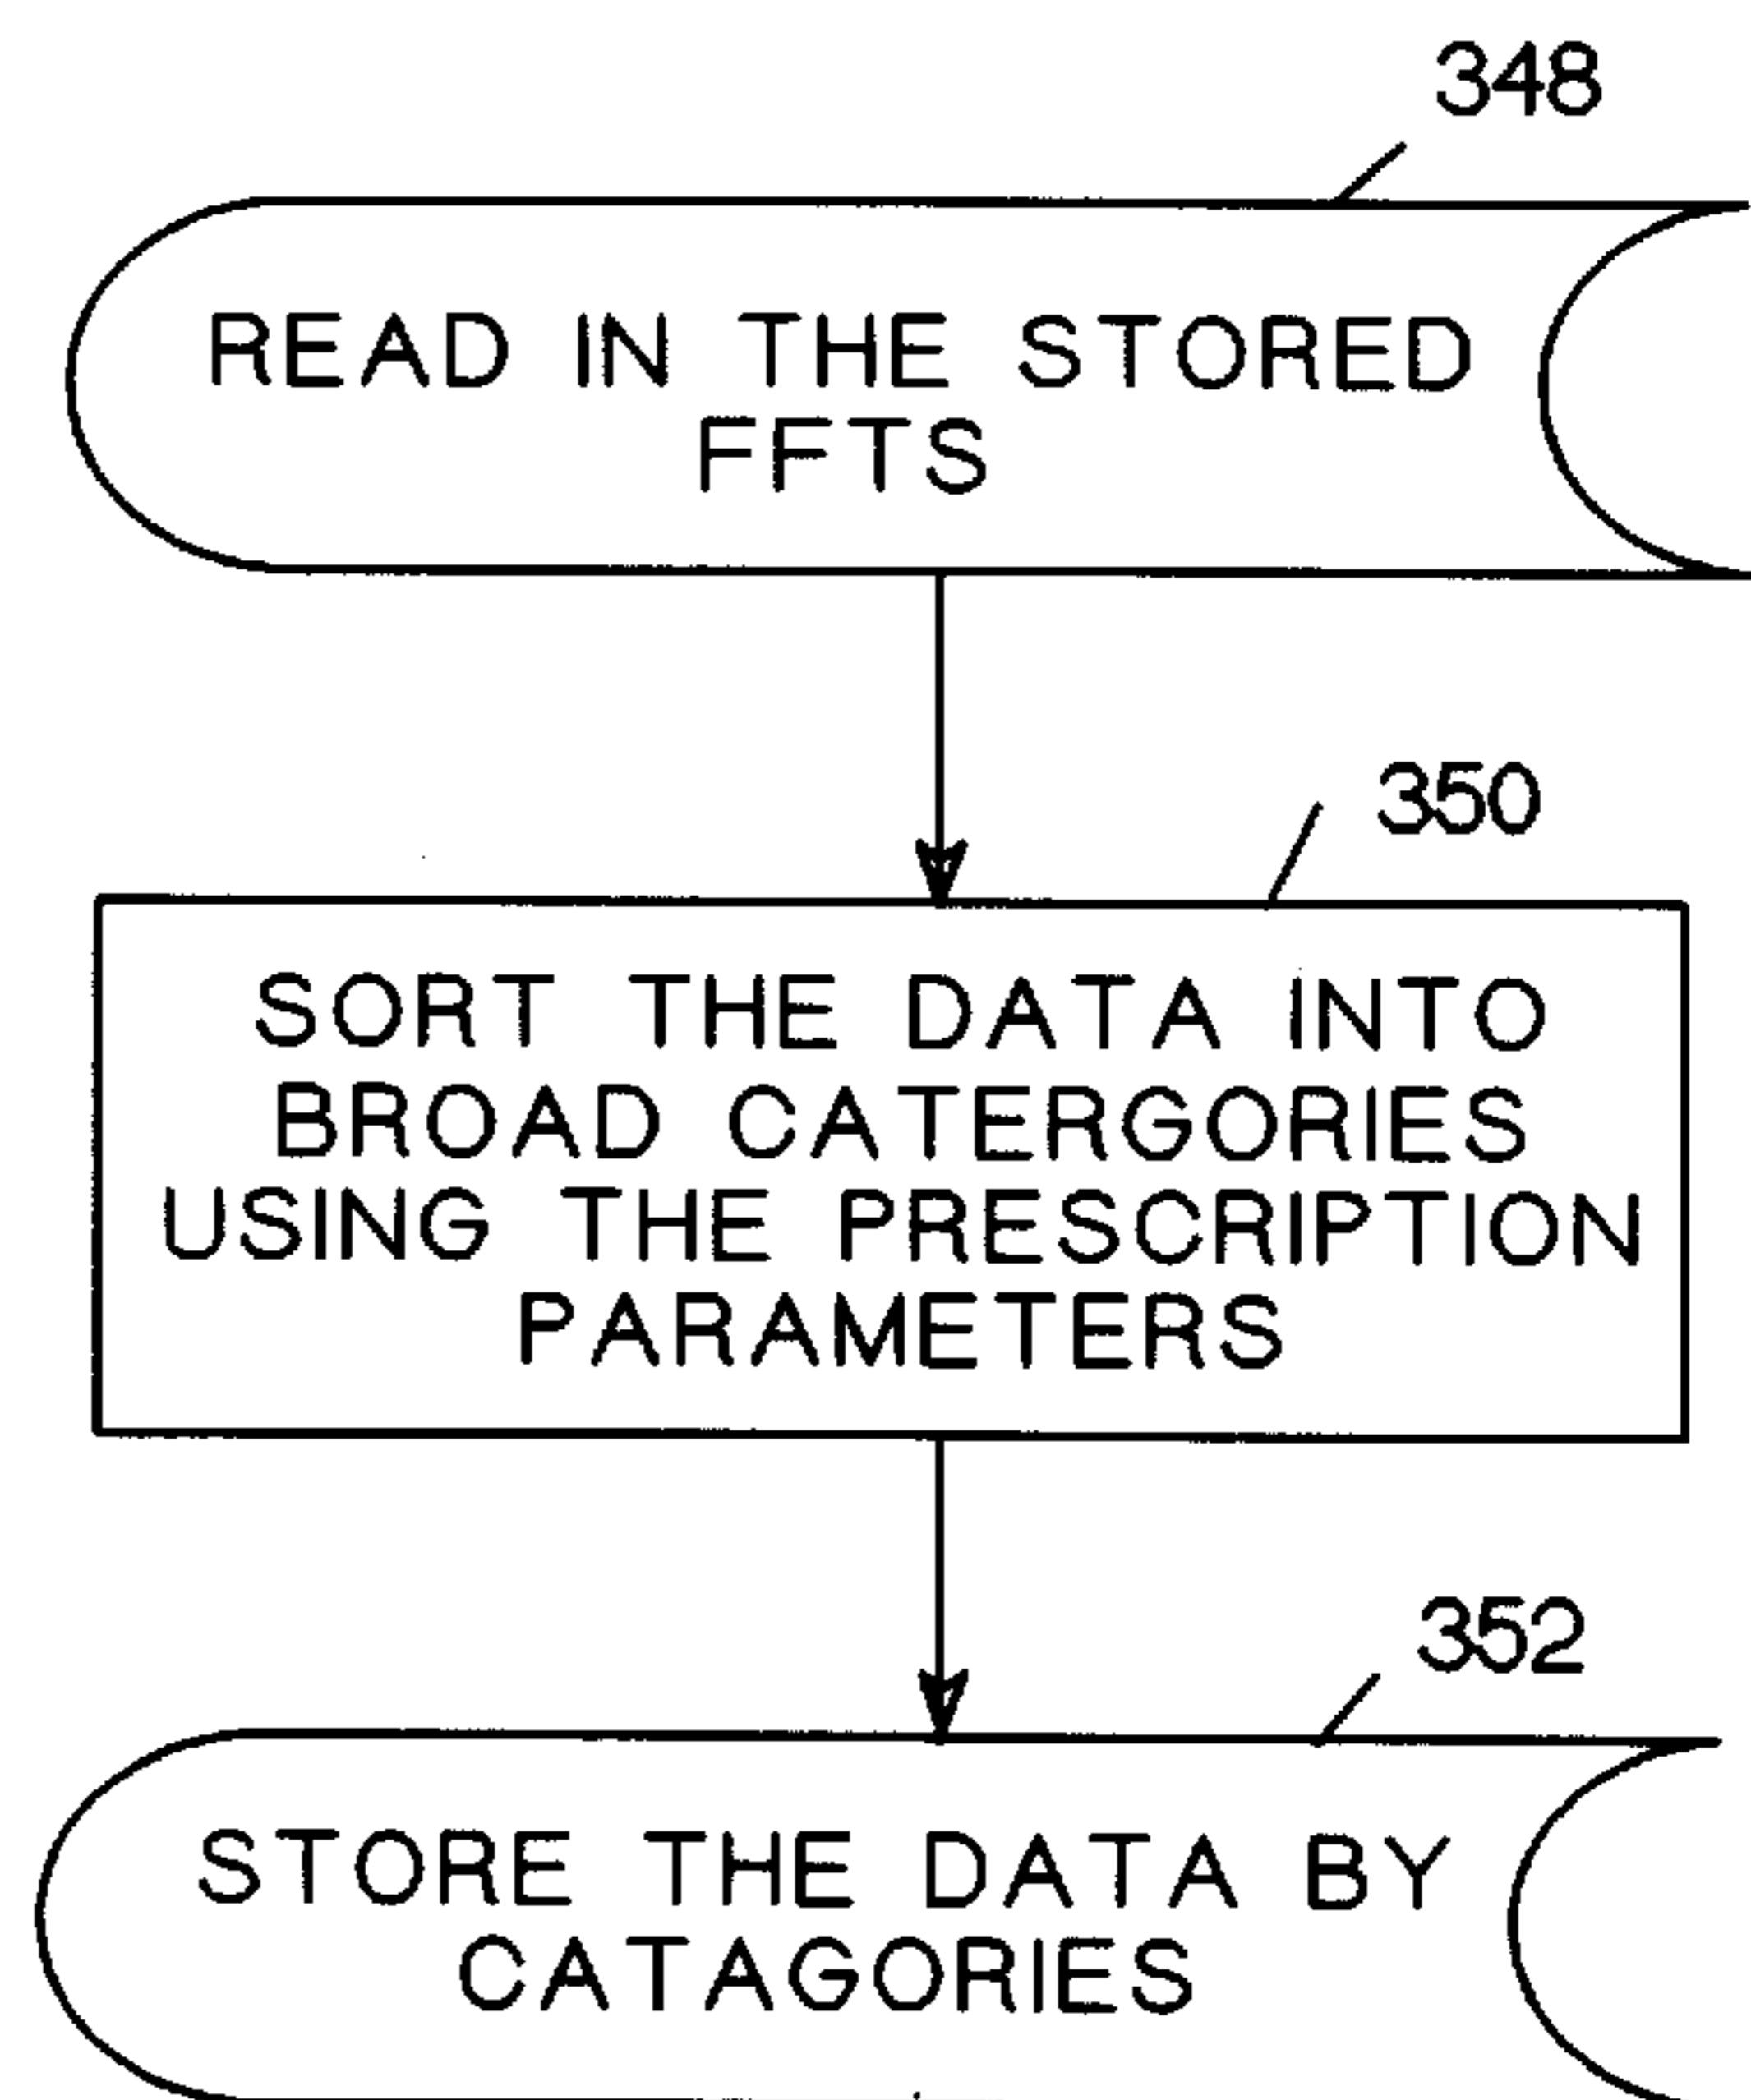 348
READ IN THE STORED
FFTS
350
SORT THE DATA INTO
BROAD CATERGORIES
USING THE PRESCRIPTION
PARAMETERS
352
STORE THE DATA BY
CATAGORIES